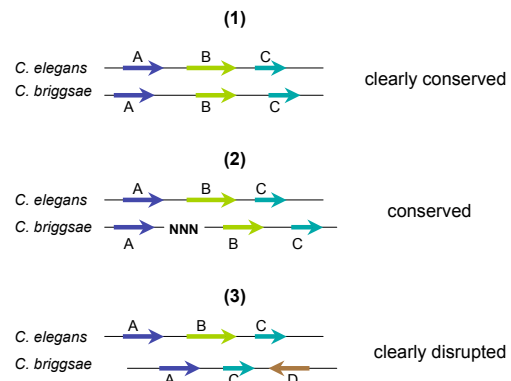 (1)
A B C
C. elegans
clearly conserved
C. briggsae
A B C
(2)
A B C
C. elegans
conserved
C. briggsae
NNN
A B C
(3)
A B C
C. elegans
clearly disrupted
C. briggsae
A C D